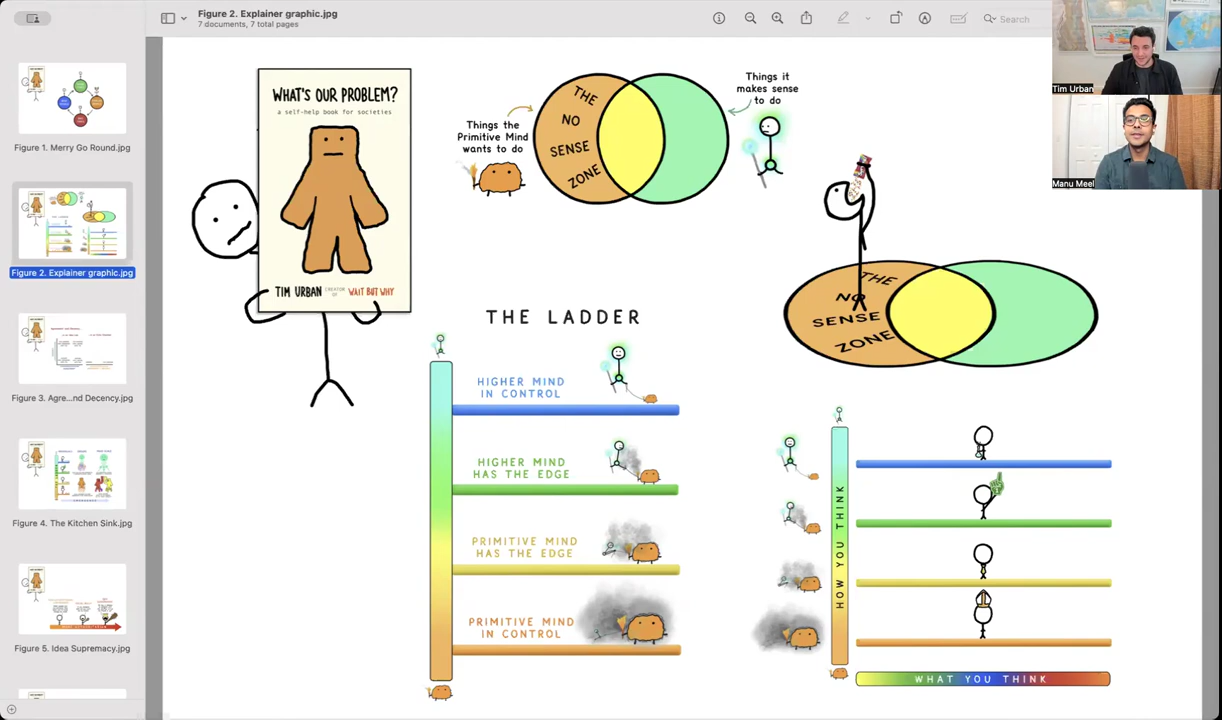 Figure 2. Explainer graphic.jpg
7 documents, 7 total pages
Search
Tim Urban
Manu Meel
Figure 1. Merry Go Round.jpg
Figure 2. Explainer graphic.jpg
Figure 3. Agre...nd Decency.jpg
Figure 4. The Kitchen Sink.jpg
Figure 5. Idea Supremacy.jpg
WHAT'S OUR PROBLEM?
a self-help book for societies
TIM URBAN CREATOR OF WAIT BUT WHY
Things the
Primitive Mind
wants to do
THE
NO
SENSE
ZONE
Things it
makes sense
to do
THE
NO
SENSE
ZONE
THE LADDER
HIGHER MIND
IN CONTROL
HIGHER MIND
HAS THE EDGE
PRIMITIVE MIND
HAS THE EDGE
PRIMITIVE MIND
IN CONTROL
HOW YOU THINK
WHAT YOU THINK